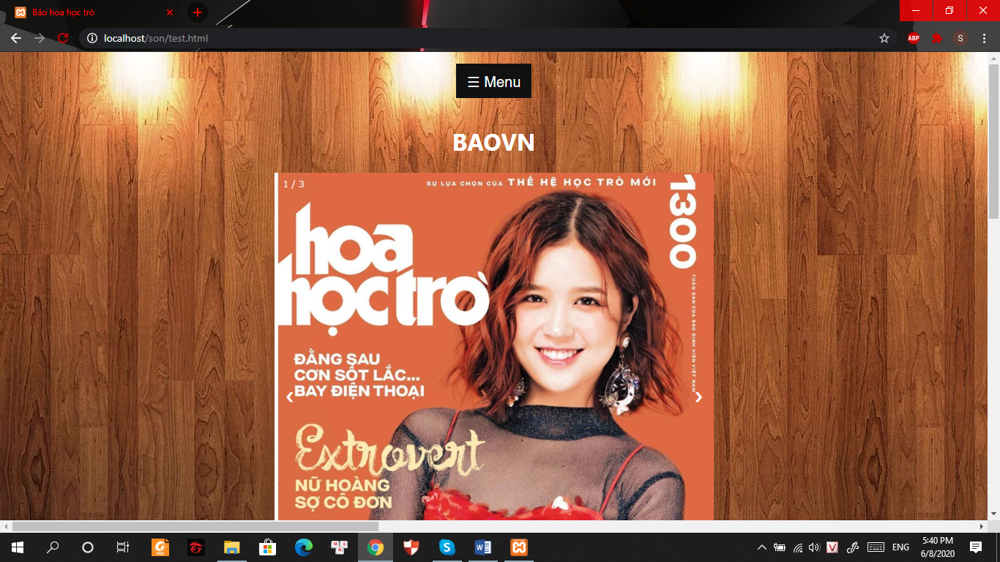 Báo hoa học trò
localhost/son/test.html
ABP
S
☰ Menu
BAOVN
1 / 3
SỰ LỰA CHỌN CỦA THẾ HỆ HỌC TRÒ MỚI
1300
TUẦN SAN CỦA BÁO SINH VIÊN VIỆT NAM
hoa
học trò
ĐẰNG SAU
CƠN SỐT LẮC...
BAY ĐIỆN THOẠI
Extrovert
NỮ HOÀNG
SỢ CÔ ĐƠN
PDF
ENG
5:40 PM
6/8/2020